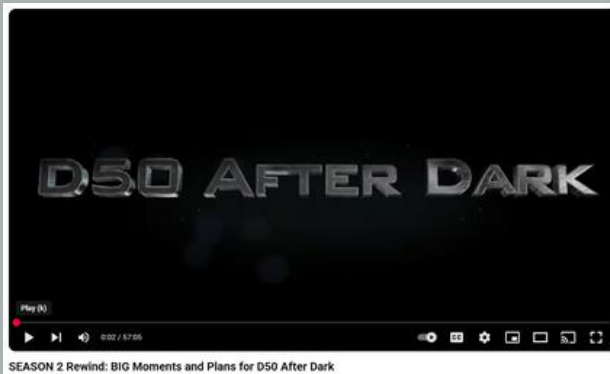 D50 AFTER DARK
Play (k)
0:02 / 57:05
CC
SEASON 2 Rewind: BIG Moments and Plans for D50 After Dark